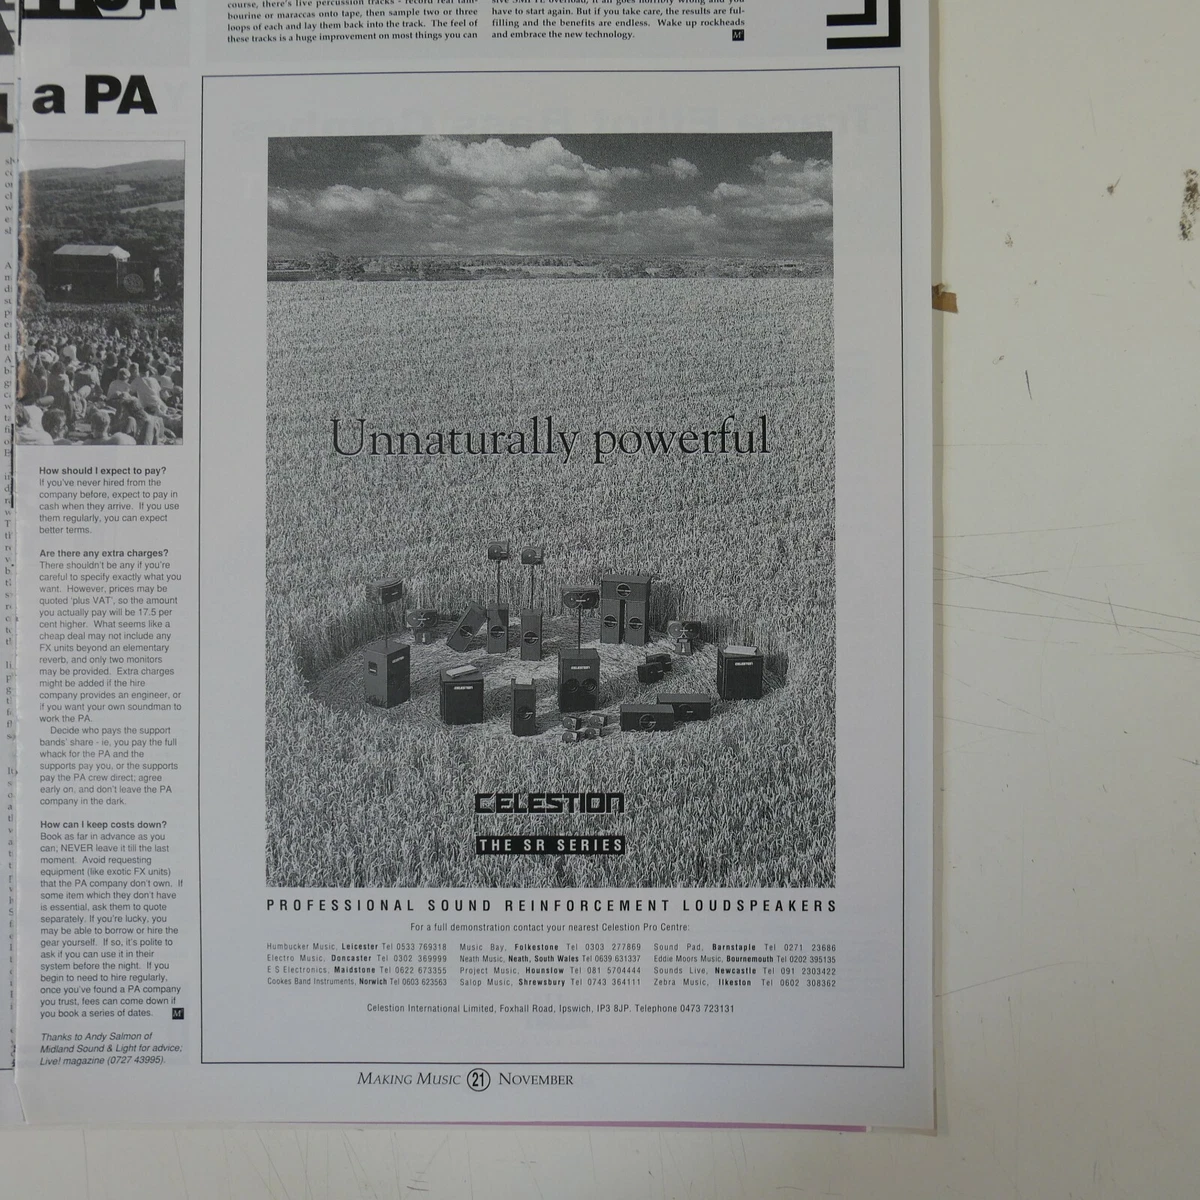 course, there's live percussion tracks - record real tam-
bourine or maraccas onto tape, then sample two or three
loops of each and lay them back into the track. The feel of
these tracks is a huge improvement on most things you can
have to start again. But if you take care, the results are ful-
filling and the benefits are endless. Wake up rockheads
and embrace the new technology.
a PA
How should I expect to pay?
If you've never hired from the
company before, expect to pay in
cash when they arrive. If you use
them regularly, you can expect
better terms.
Are there any extra charges?
There shouldn't be any if you're
careful to specify exactly what you
want. However, prices may be
quoted 'plus VAT', so the amount
you actually pay will be 17.5 per
cent higher. What seems like a
cheap deal may not include any
FX units beyond an elementary
reverb, and only two monitors
may be provided. Extra charges
might be added if the hire
company provides an engineer, or
if you want your own soundman to
work the PA.
Decide who pays the support
bands' share - ie, you pay the full
whack for the PA and the
supports pay you, or the supports
pay the PA crew direct; agree
early on, and don't leave the PA
company in the dark.
How can I keep costs down?
Book as far in advance as you
can; NEVER leave it till the last
moment. Avoid requesting
equipment (like exotic FX units)
that the PA company don't own. If
some item which they don't have
is essential, ask them to quote
separately. If you're lucky, you
may be able to borrow or hire the
gear yourself. If so, it's polite to
ask if you can use it in their
system before the night. If you
begin to need to hire regularly,
once you've found a PA company
you trust, fees can come down if
you book a series of dates.
Thanks to Andy Salmon of
Midland Sound & Light for advice;
Live! magazine (0727 43995).
Unnaturally powerful
CELESTION
THE SR SERIES
PROFESSIONAL SOUND REINFORCEMENT LOUDSPEAKERS
For a full demonstration contact your nearest Celestion Pro Centre:
Humbucker Music, Leicester Tel 0533 769318
Electro Music, Doncaster Tel 0302 369999
E S Electronics, Maidstone Tel 0622 673355
Cookes Band Instruments, Norwich Tel 0603 623563
Music Bay, Folkestone Tel 0303 277869
Neath Music, Neath, South Wales Tel 0639 631337
Project Music, Hounslow Tel 081 5704444
Salop Music, Shrewsbury Tel 0743 364111
Sound Pad, Barnstaple Tel 0271 23686
Eddie Moors Music, Bournemouth Tel 0202 395135
Sounds Live, Newcastle Tel 091 2303422
Zebra Music, Ilkeston Tel 0602 308362
Celestion International Limited, Foxhall Road, Ipswich, IP3 8JP. Telephone 0473 723131
MAKING MUSIC 21 NOVEMBER